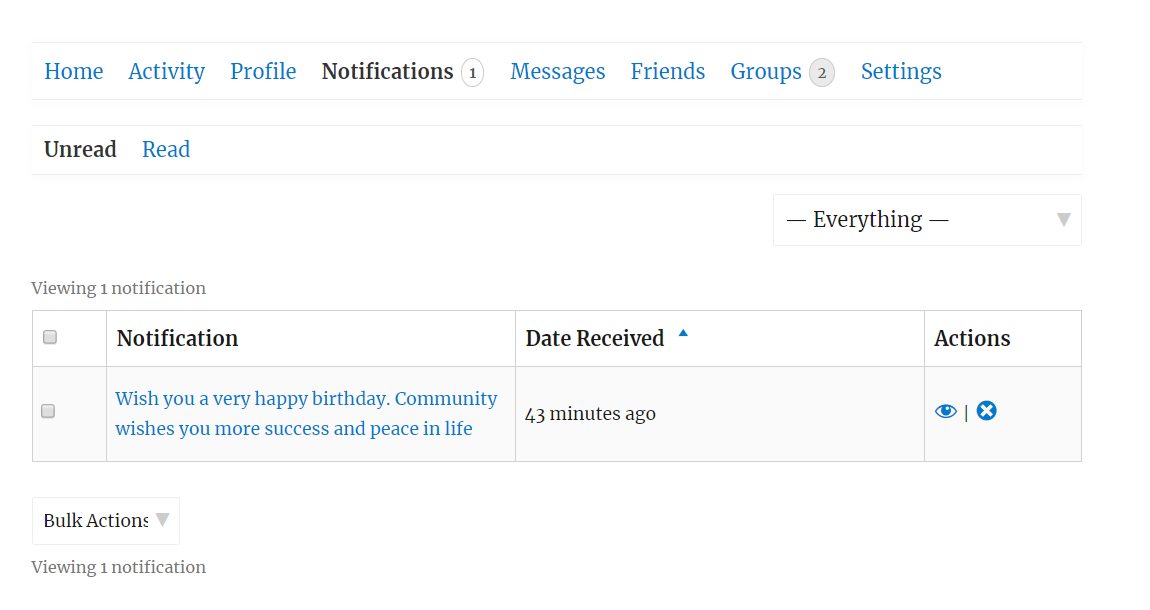 Home Activity Profile Notifications 1 Messages Friends Groups 2 Settings
Unread Read
— Everything —
Viewing 1 notification
Notification Date Received Actions
Wish you a very happy birthday. Community
wishes you more success and peace in life
43 minutes ago
|
Bulk Actions
Viewing 1 notification